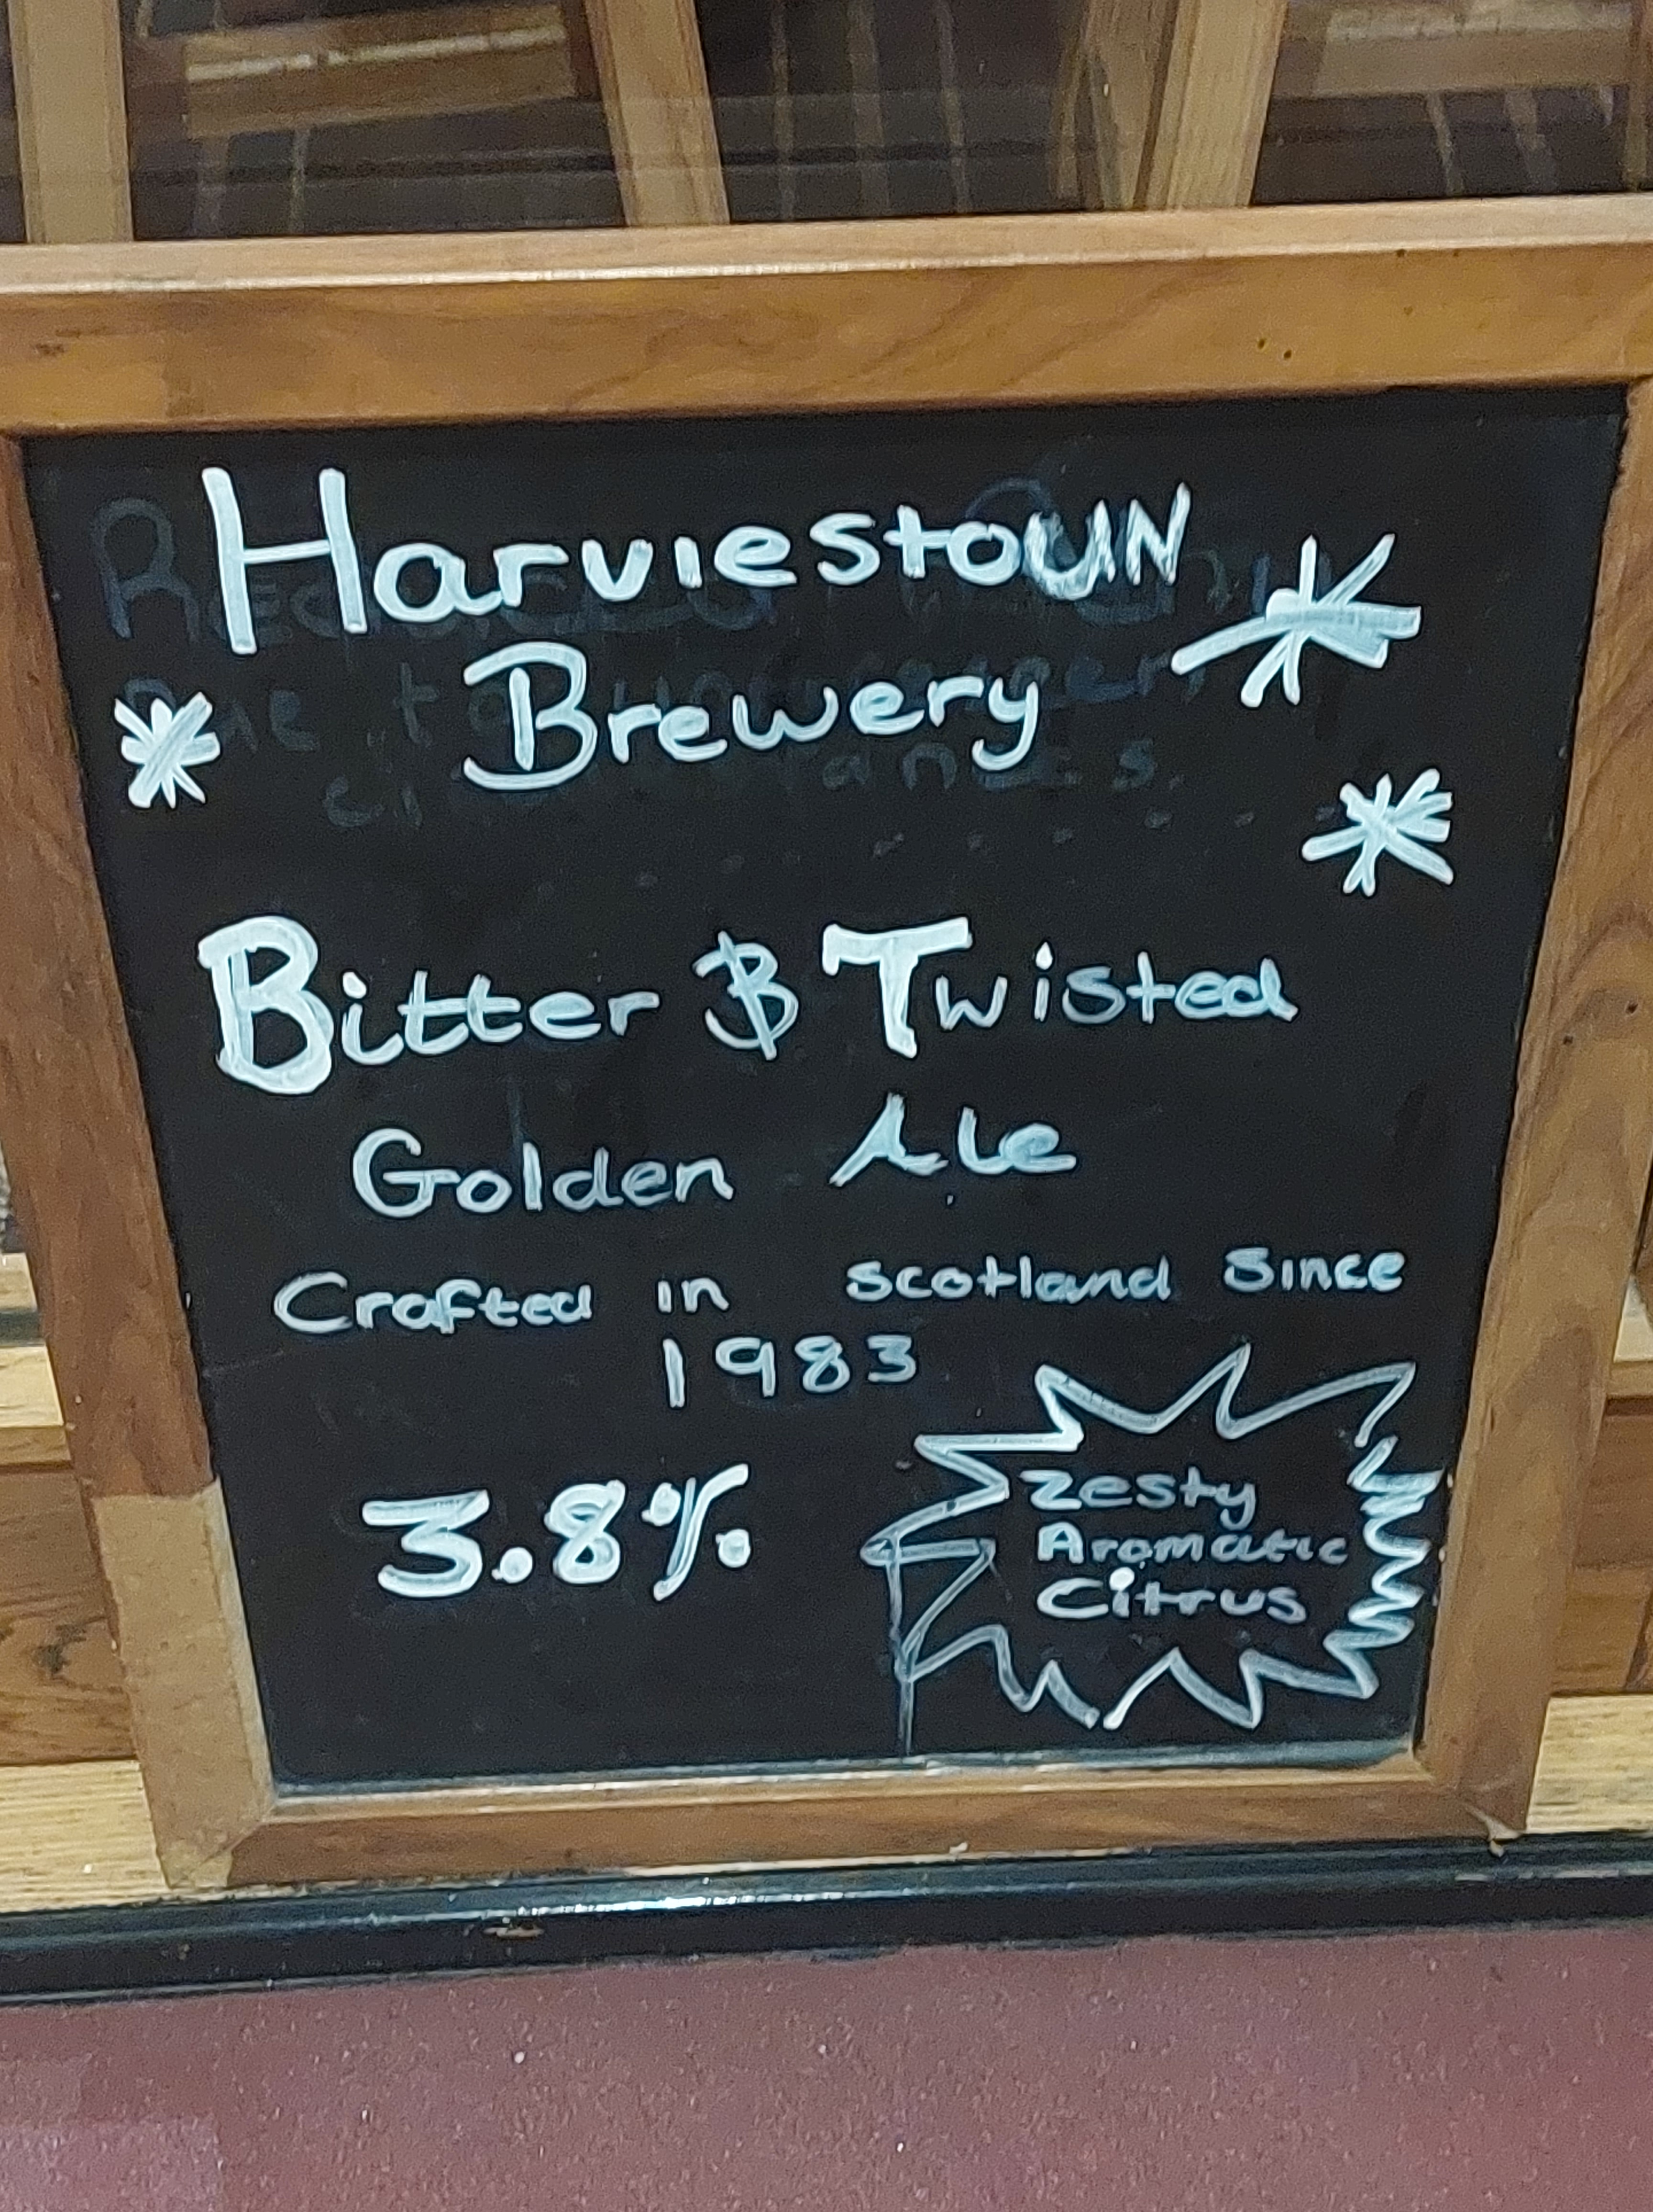 HarviestoUN
Brewery
Bitter & Twisted
Golden Ale
Crafted in Scotland Since
1983
3.8%
Zesty
Aromatic
Citrus